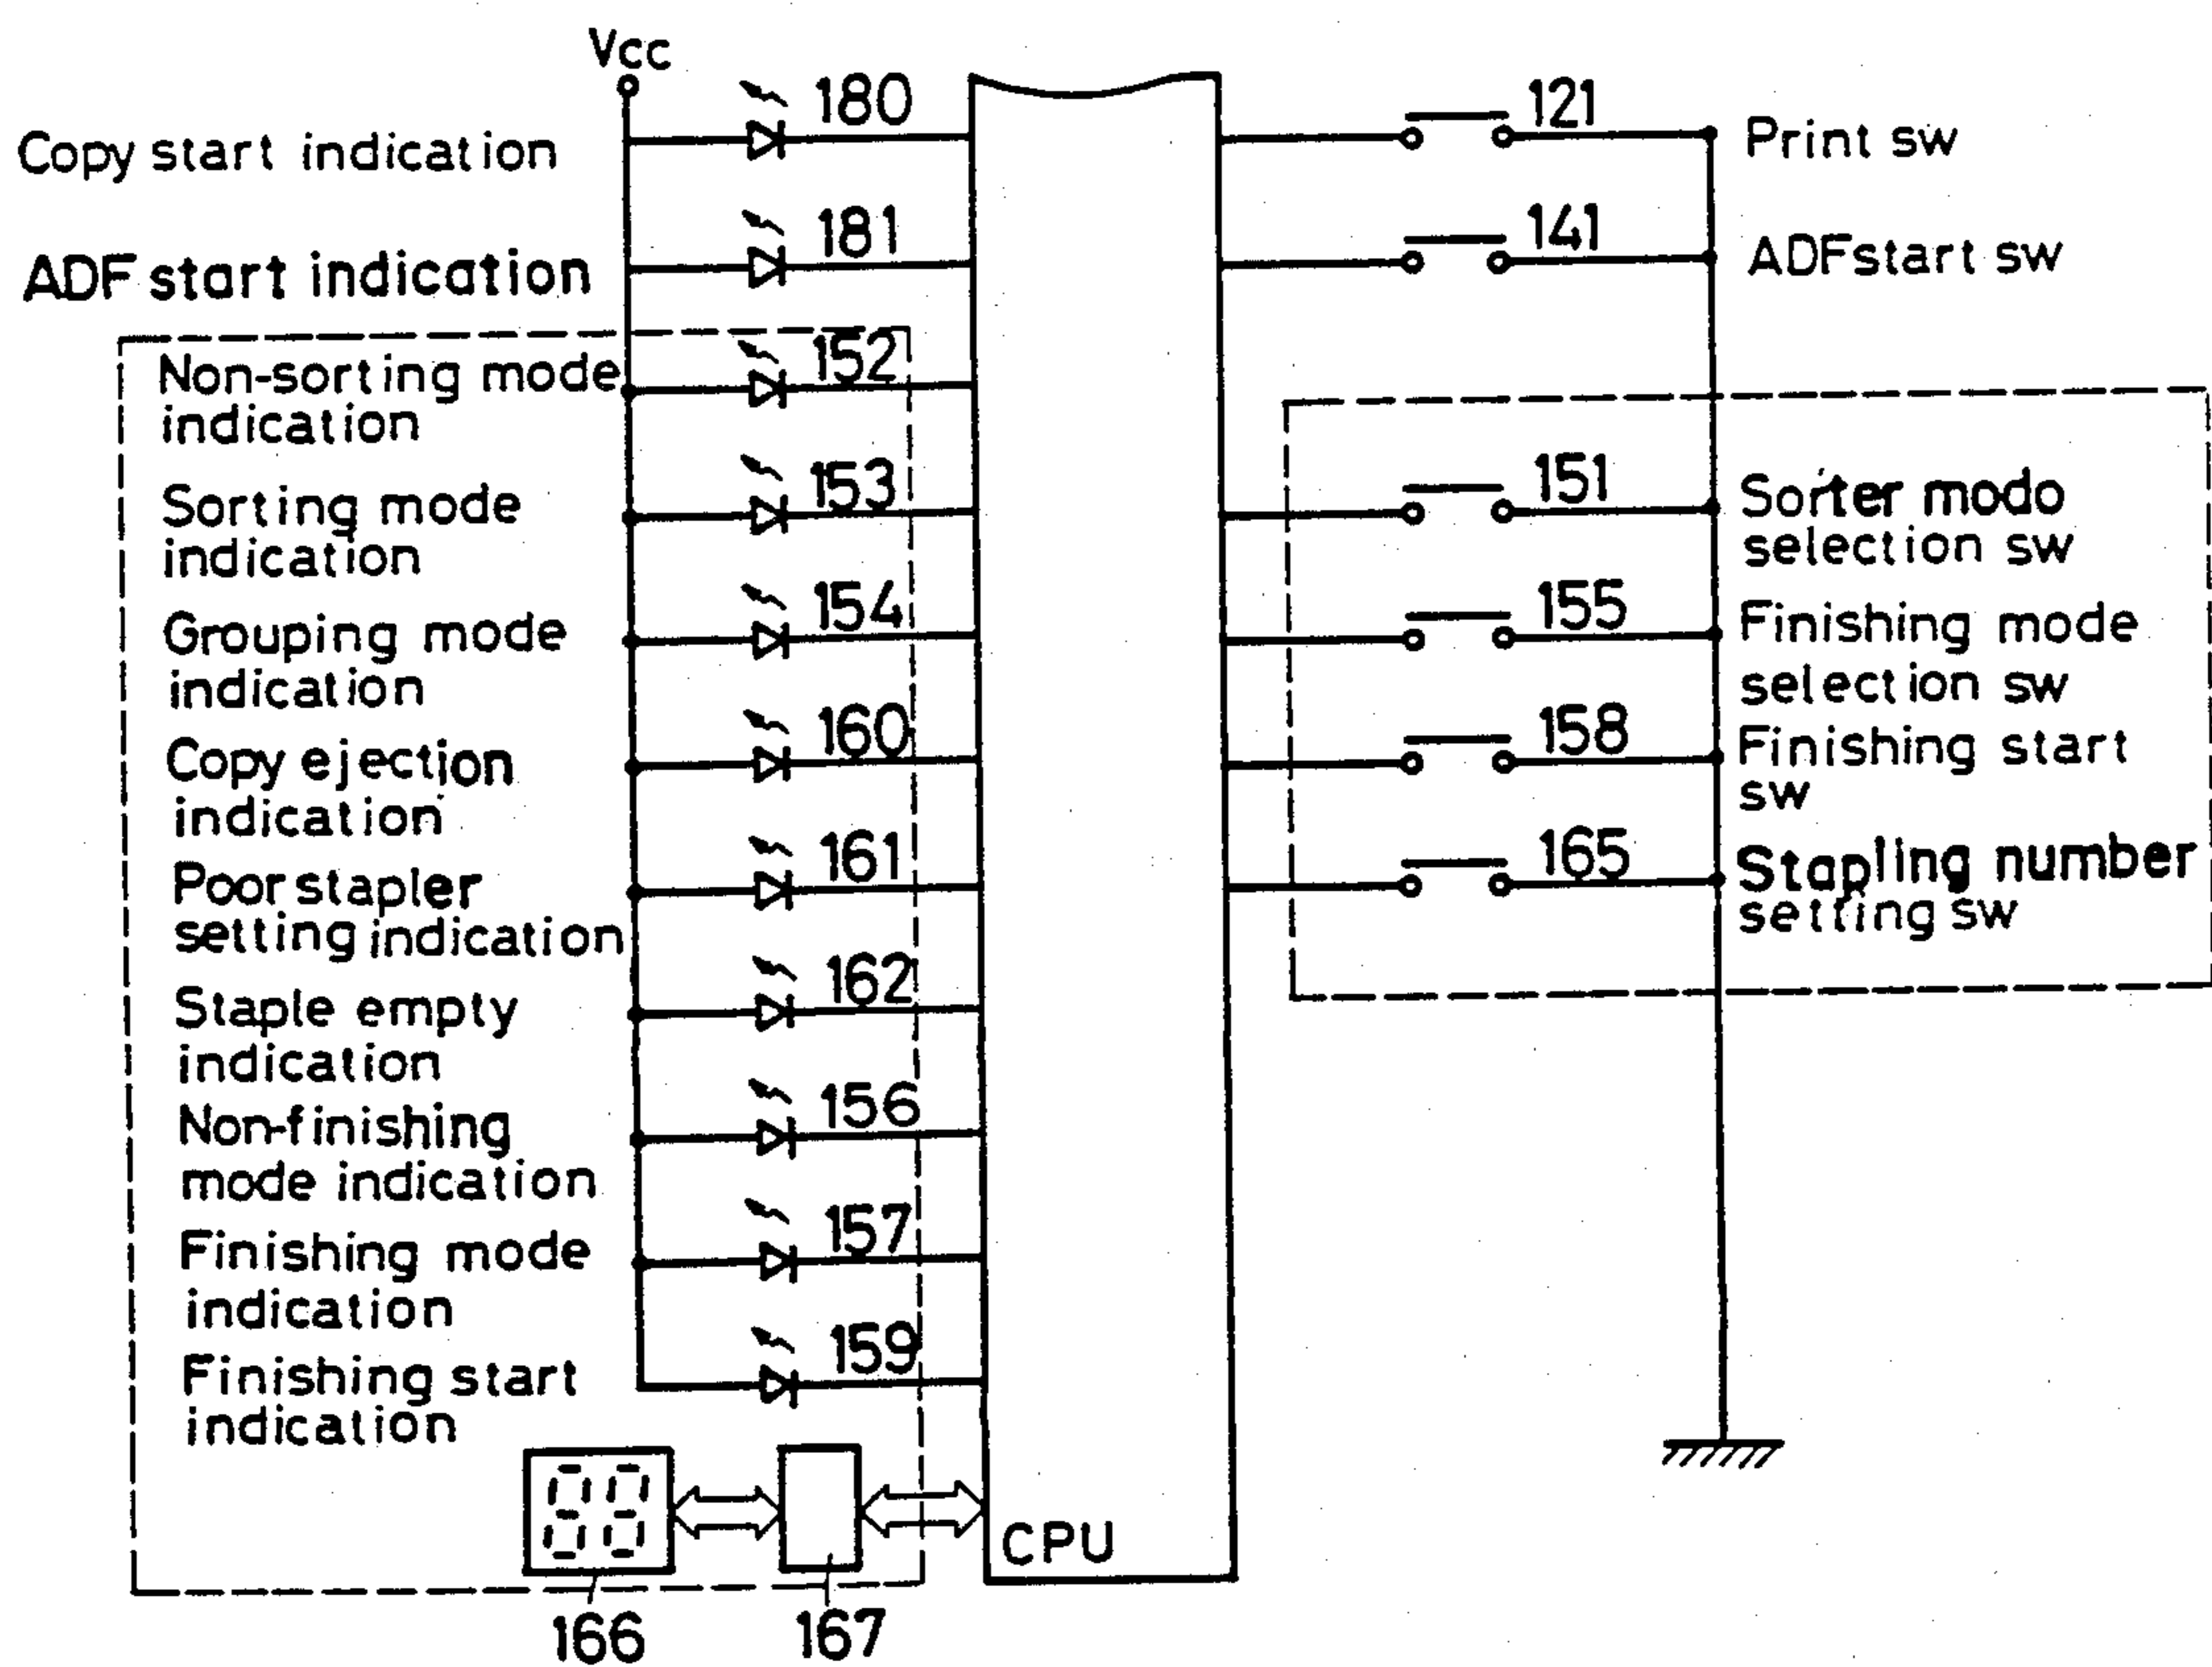 Vcc
Copy start indication
180
ADF start indication
181
Non-sorting mode
indication
152
Sorting mode
indication
153
Grouping mode
indication
154
Copy ejection
indication
160
Poor stapler
setting indication
161
Staple empty
indication
162
Non-finishing
mode indication
156
Finishing mode
indication
157
Finishing start
indication
159
166
167
CPU
121
Print sw
141
ADFstart sw
151
Sorter modo
selection sw
155
Finishing mode
selection sw
158
Finishing start
sw
165
Stapling number
setting sw